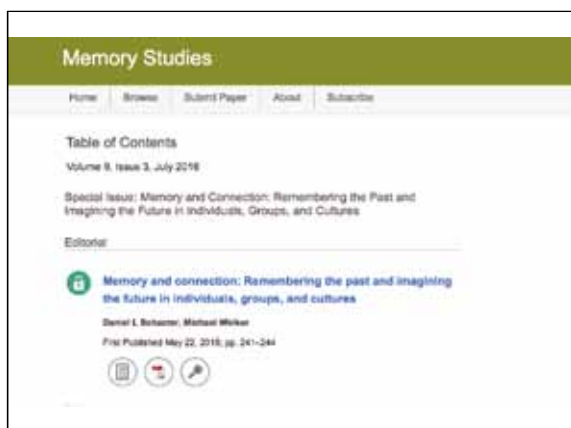 Memory Studies
Home Browse Submit Paper About Subscribe
Table of Contents
Volume 9, Issue 3, July 2016
Special Issue: Memory and Connection: Remembering the Past and
Imagining the Future in Individuals, Groups, and Cultures
Editorial
Memory and connection: Remembering the past and imagining
the future in individuals, groups, and cultures
Daniel L Schacter, Michael Welker
First Published May 22, 2016; pp. 241–244